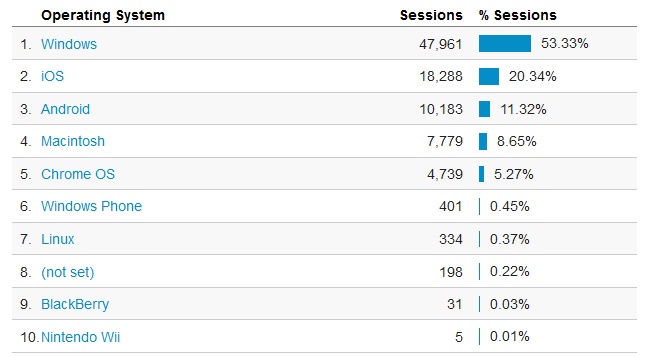 Operating System Sessions % Sessions
1. Windows 47,961 53.33%
2. iOS 18,288 20.34%
3. Android 10,183 11.32%
4. Macintosh 7,779 8.65%
5. Chrome OS 4,739 5.27%
6. Windows Phone 401 0.45%
7. Linux 334 0.37%
8. (not set) 198 0.22%
9. BlackBerry 31 0.03%
10. Nintendo Wii 5 0.01%